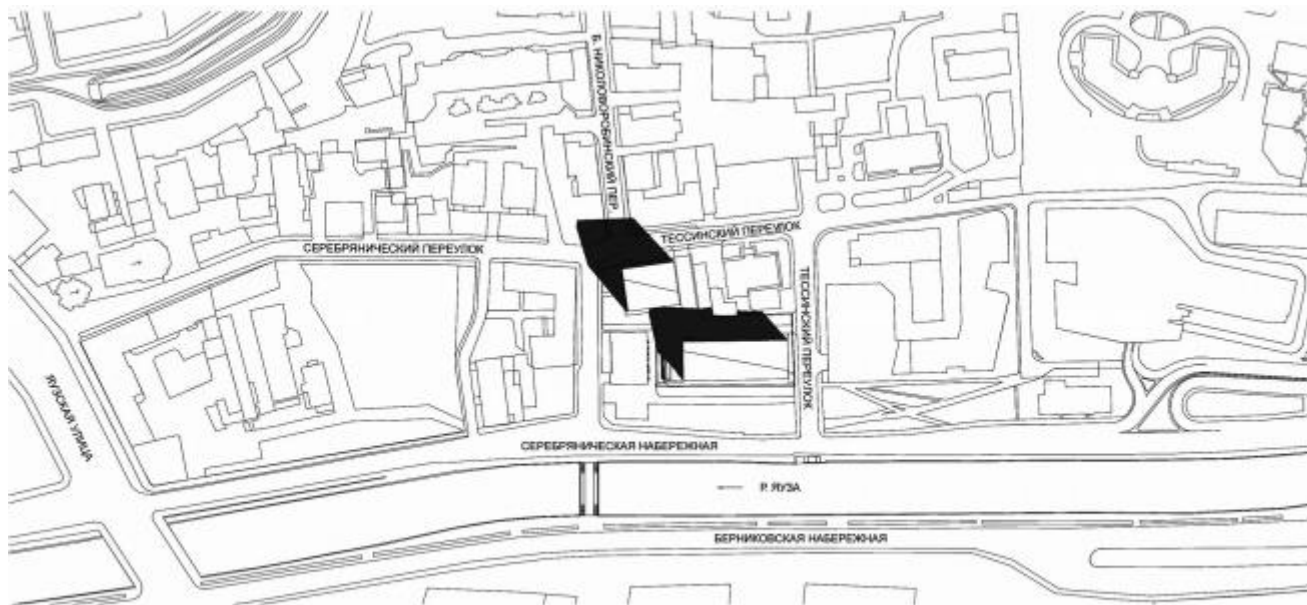 Б. НИКОЛОВОРОБИНСКИЙ ПЕР
ТЕССИНСКИЙ ПЕРЕУЛОК
СЕРЕБРЯНИЧЕСКИЙ ПЕРЕУЛОК
ТЕССИНСКИЙ ПЕРЕУЛОК
ЯУЗСКАЯ УЛИЦА
СЕРЕБРЯНИЧЕСКАЯ НАБЕРЕЖНАЯ
Р. ЯУЗА
БЕРНИКОВСКАЯ НАБЕРЕЖНАЯ